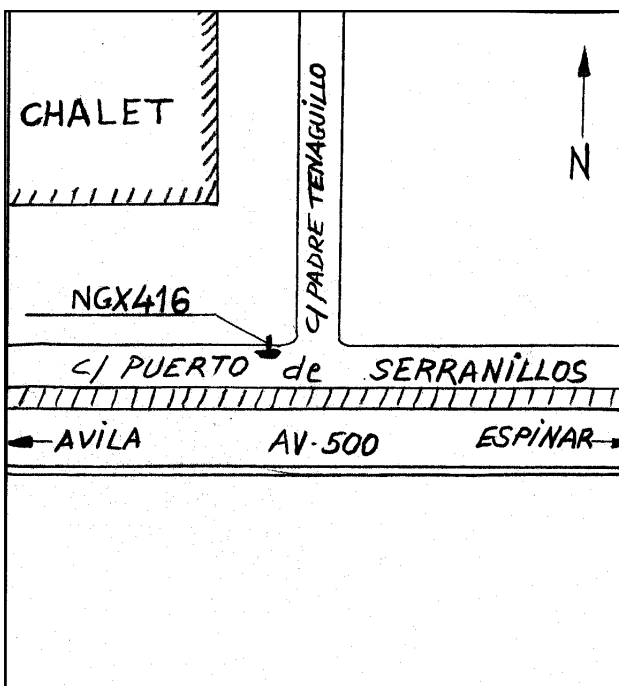 CHALET
C/ PADRE TENAGUILLO
N
NGX416
C/ PUERTO de SERRANILLOS
AVILA AV-500 ESPINAR